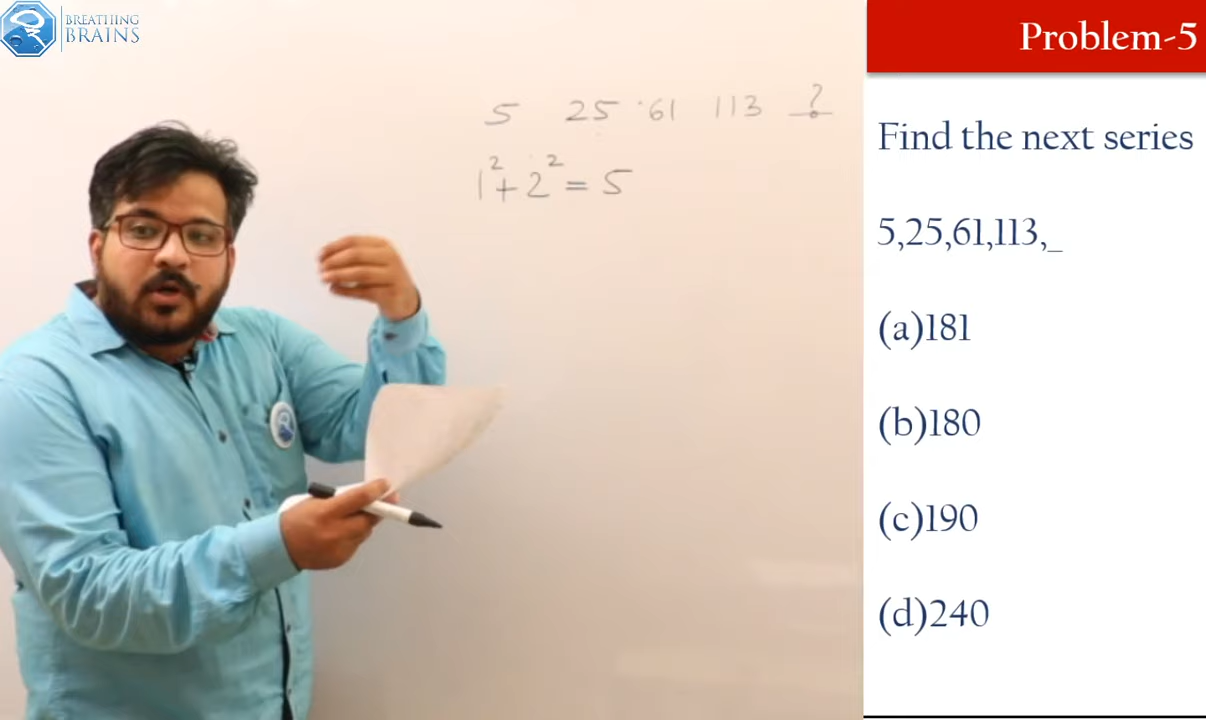 BREATHING
BRAINS
5 25 61 113 ?
1²+ 2² = 5
Problem-5
Find the next series
5,25,61,113,_
(a)181
(b)180
(c)190
(d)240